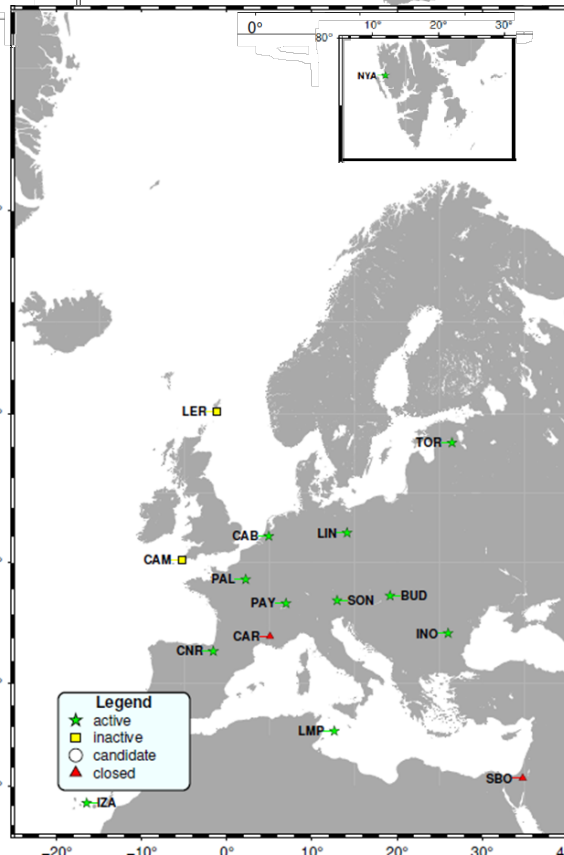 0°
10° 20° 30°
80°
NYA
LER
TOR
CAB
LIN
CAM
PAL
PAY
SON
BUD
CAR
INO
CNR
Legend
active
inactive
candidate
closed
LMP
SBO
IZA
−20° −10° 0° 10° 20° 30° 40